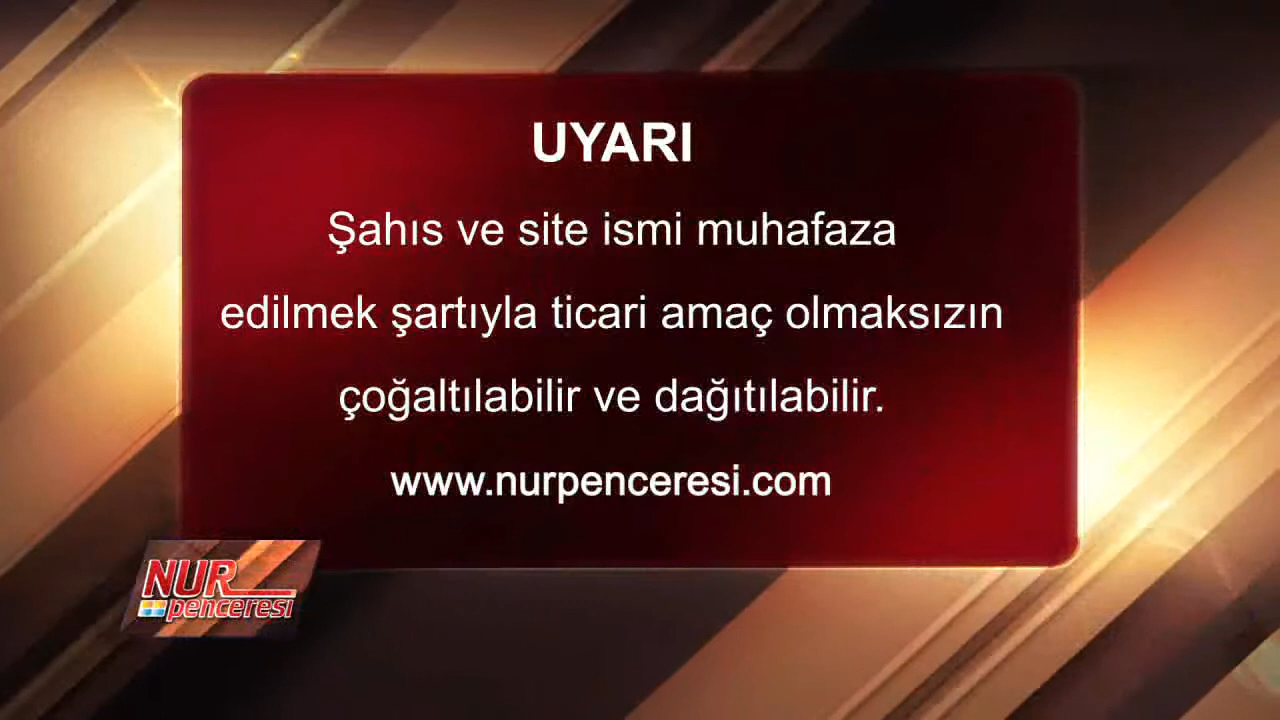 UYARI
Şahıs ve site ismi muhafaza
edilmek şartıyla ticari amaç olmaksızın
çoğaltılabilir ve dağıtılabilir.
www.nurpenceresi.com
NUR
penceresi